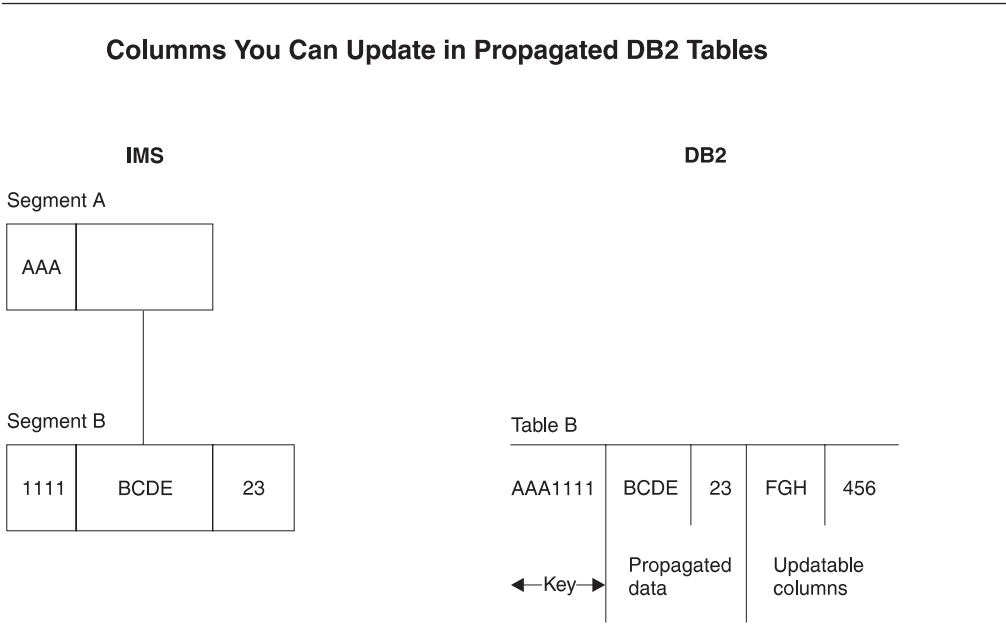 Columms You Can Update in Propagated DB2 Tables
IMS
DB2
Segment A
AAA
Segment B
1111 BCDE 23
Table B
AAA1111 BCDE 23 FGH 456
Key
Propagated
data
Updatable
columns